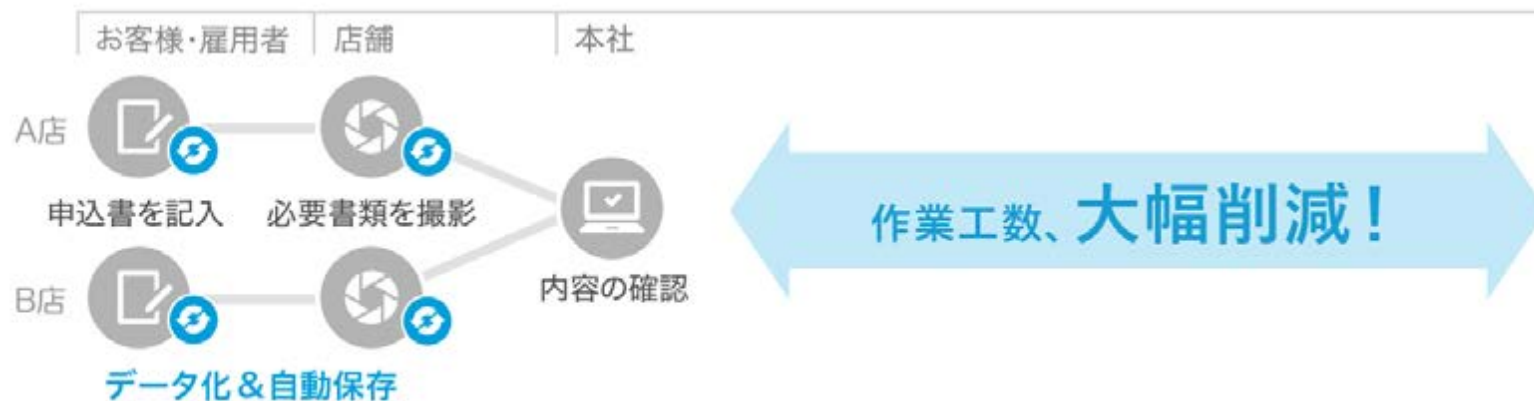 お客様・雇用者 店舗 本社
A店
申込書を記入 必要書類を撮影
内容の確認
作業工数、大幅削減！
B店
データ化＆自動保存